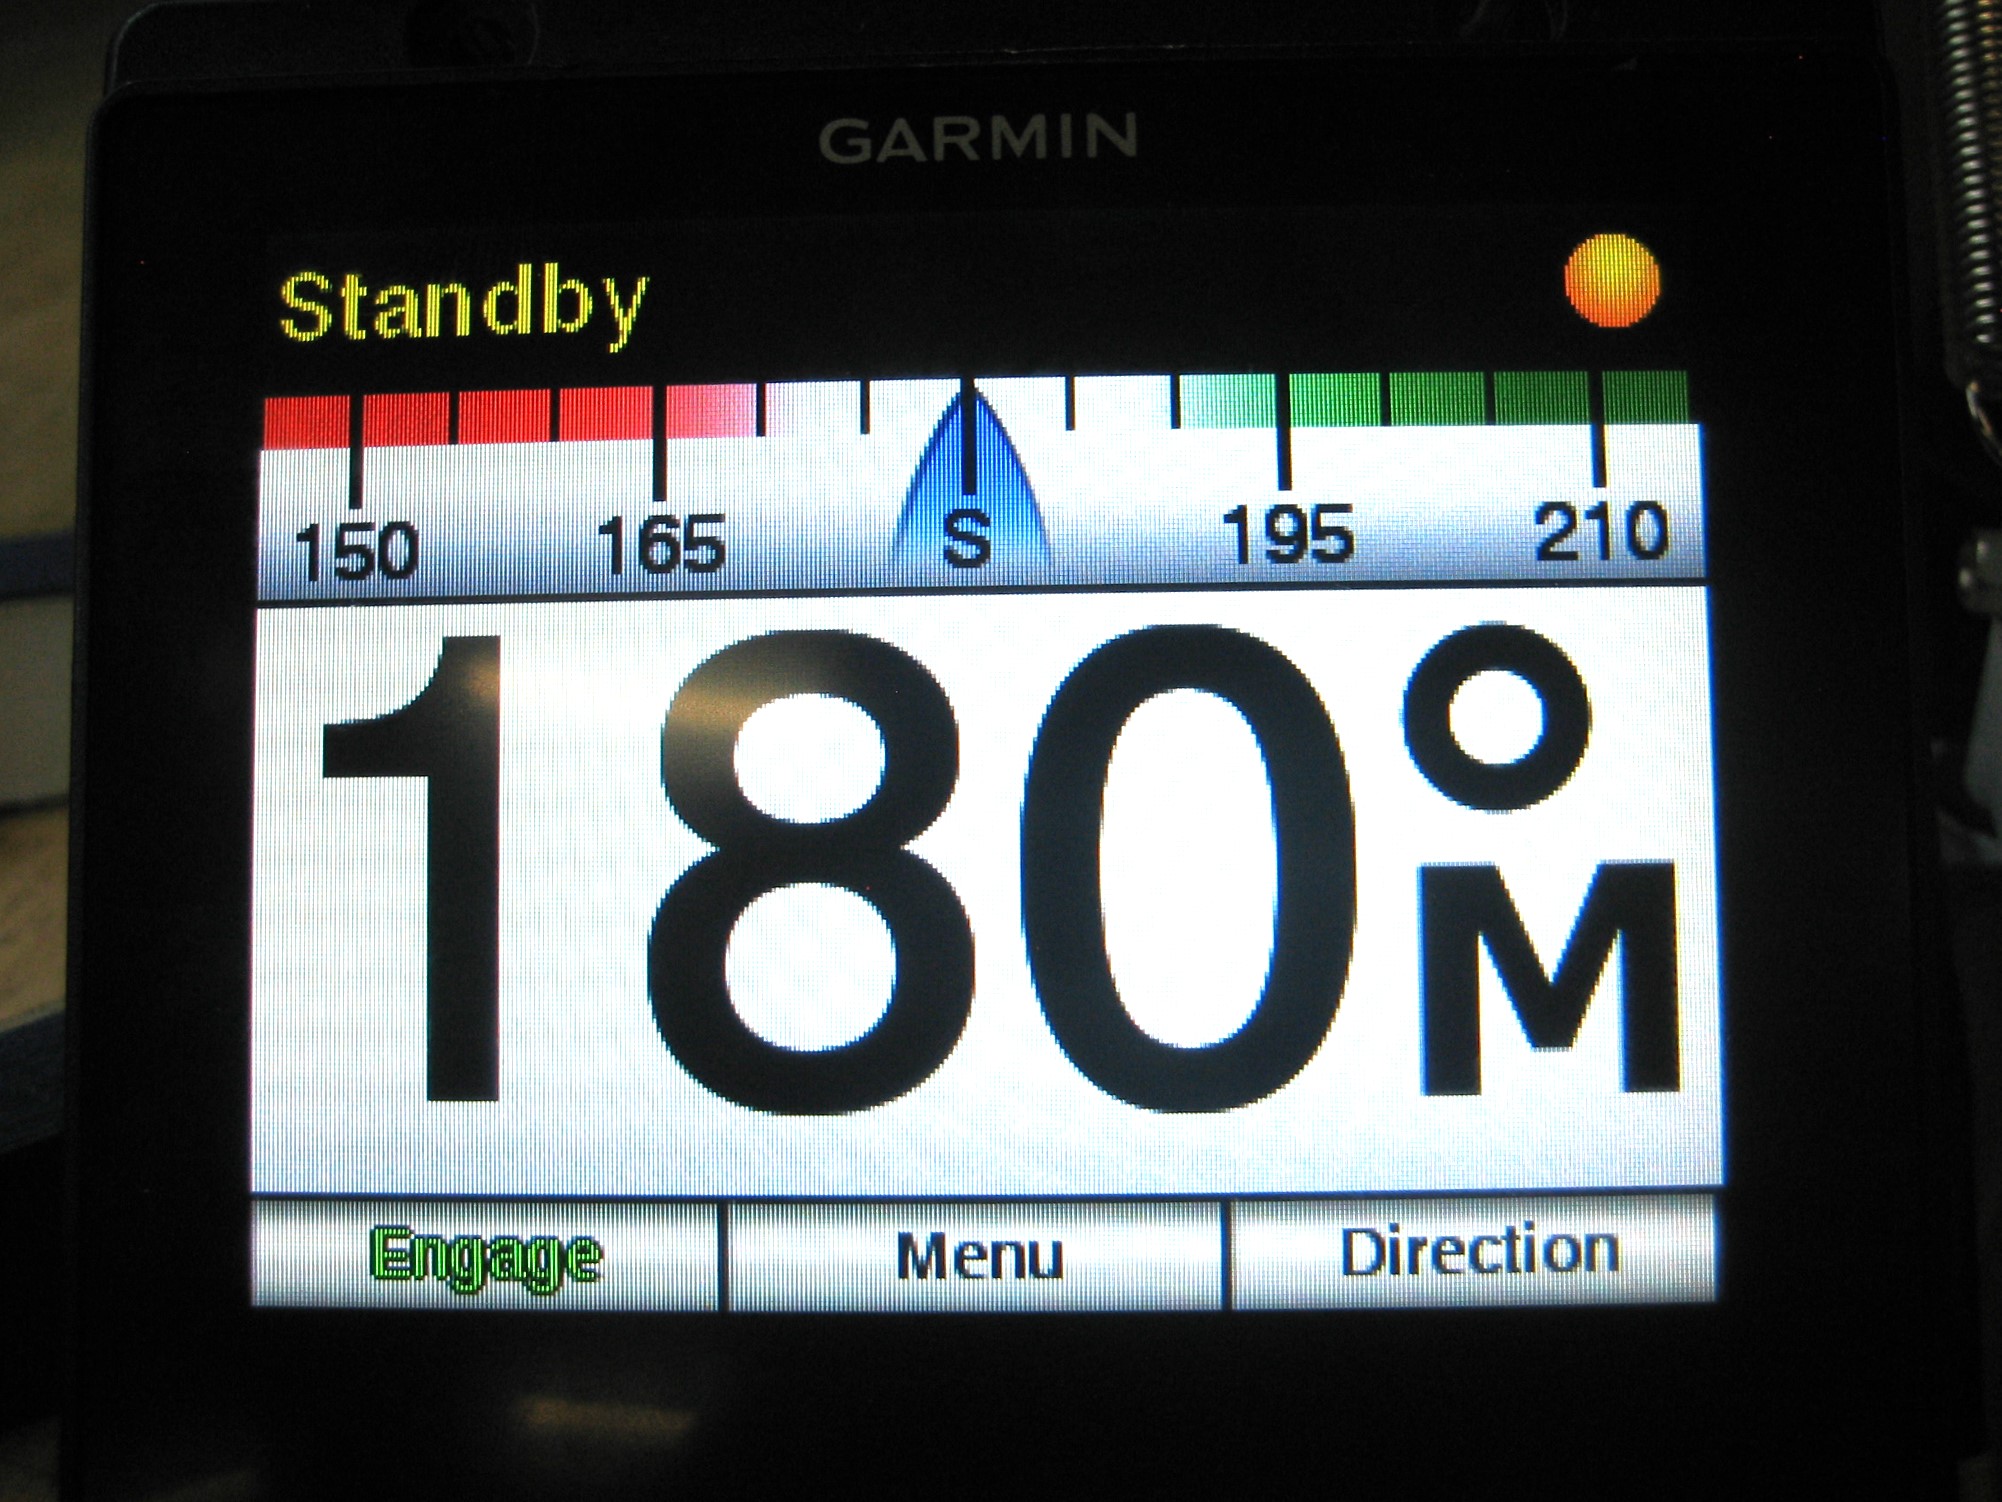 GARMIN
Standby
150 165 S 195 210
180°M
Engage Menu Direction